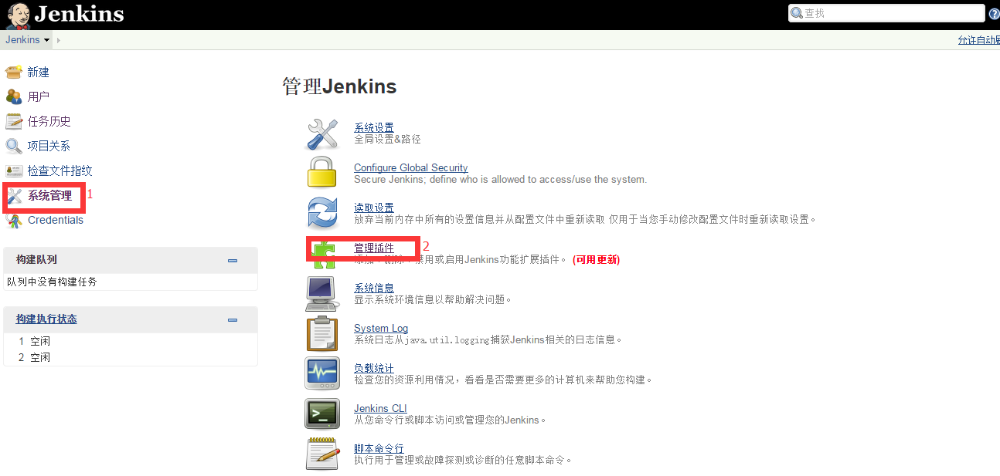 Jenkins
查找
Jenkins
允许自动
新建
用户
任务历史
项目关系
检查文件指纹
系统管理 1
Credentials
构建队列
队列中没有构建任务
构建执行状态
1 空闲
2 空闲
管理Jenkins
系统设置
全局设置&路径
Configure Global Security
Secure Jenkins; define who is allowed to access/use the system.
读取设置
放弃当前内存中所有的设置信息并从配置文件中重新读取 仅用于当您手动修改配置文件时重新读取设置。
管理插件 2
添加、删除、禁用或启用Jenkins功能扩展插件。 (可用更新)
系统信息
显示系统环境信息以帮助解决问题。
System Log
系统日志从java.util.logging捕获Jenkins相关的日志信息。
负载统计
检查您的资源利用情况，看看是否需要更多的计算机来帮助您构建。
Jenkins CLI
从您命令行或脚本访问或管理您的Jenkins。
脚本命令行
执行用于管理或故障探测或诊断的任意脚本命令。